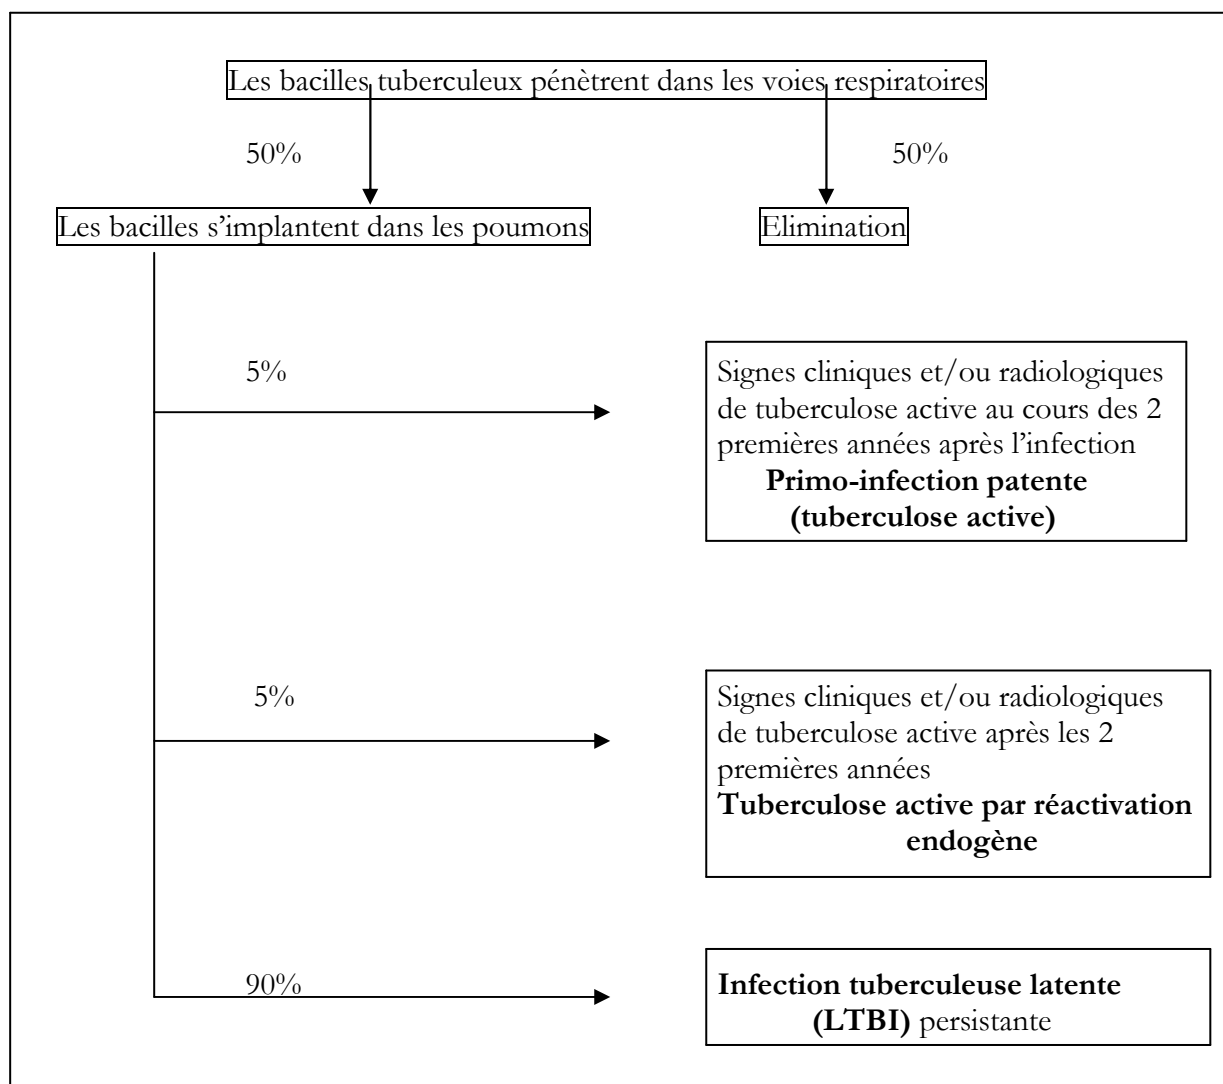 Les bacilles tuberculeux pénètrent dans les voies respiratoires
50%
50%
Les bacilles s’implantent dans les poumons
Elimination
5%
Signes cliniques et/ou radiologiques
de tuberculose active au cours des 2
premières années après l’infection
Primo-infection patente
(tuberculose active)
5%
Signes cliniques et/ou radiologiques
de tuberculose active après les 2
premières années
Tuberculose active par réactivation
endogène
90%
Infection tuberculeuse latente
(LTBI) persistante